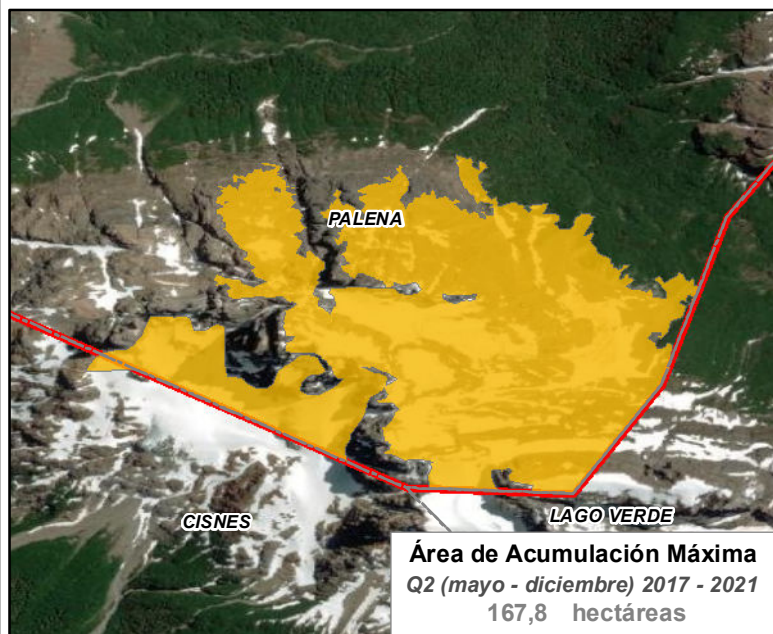 PALENA
CISNES
LAGO VERDE
Área de Acumulación Máxima
Q2 (mayo - diciembre) 2017 - 2021
167,8 hectáreas